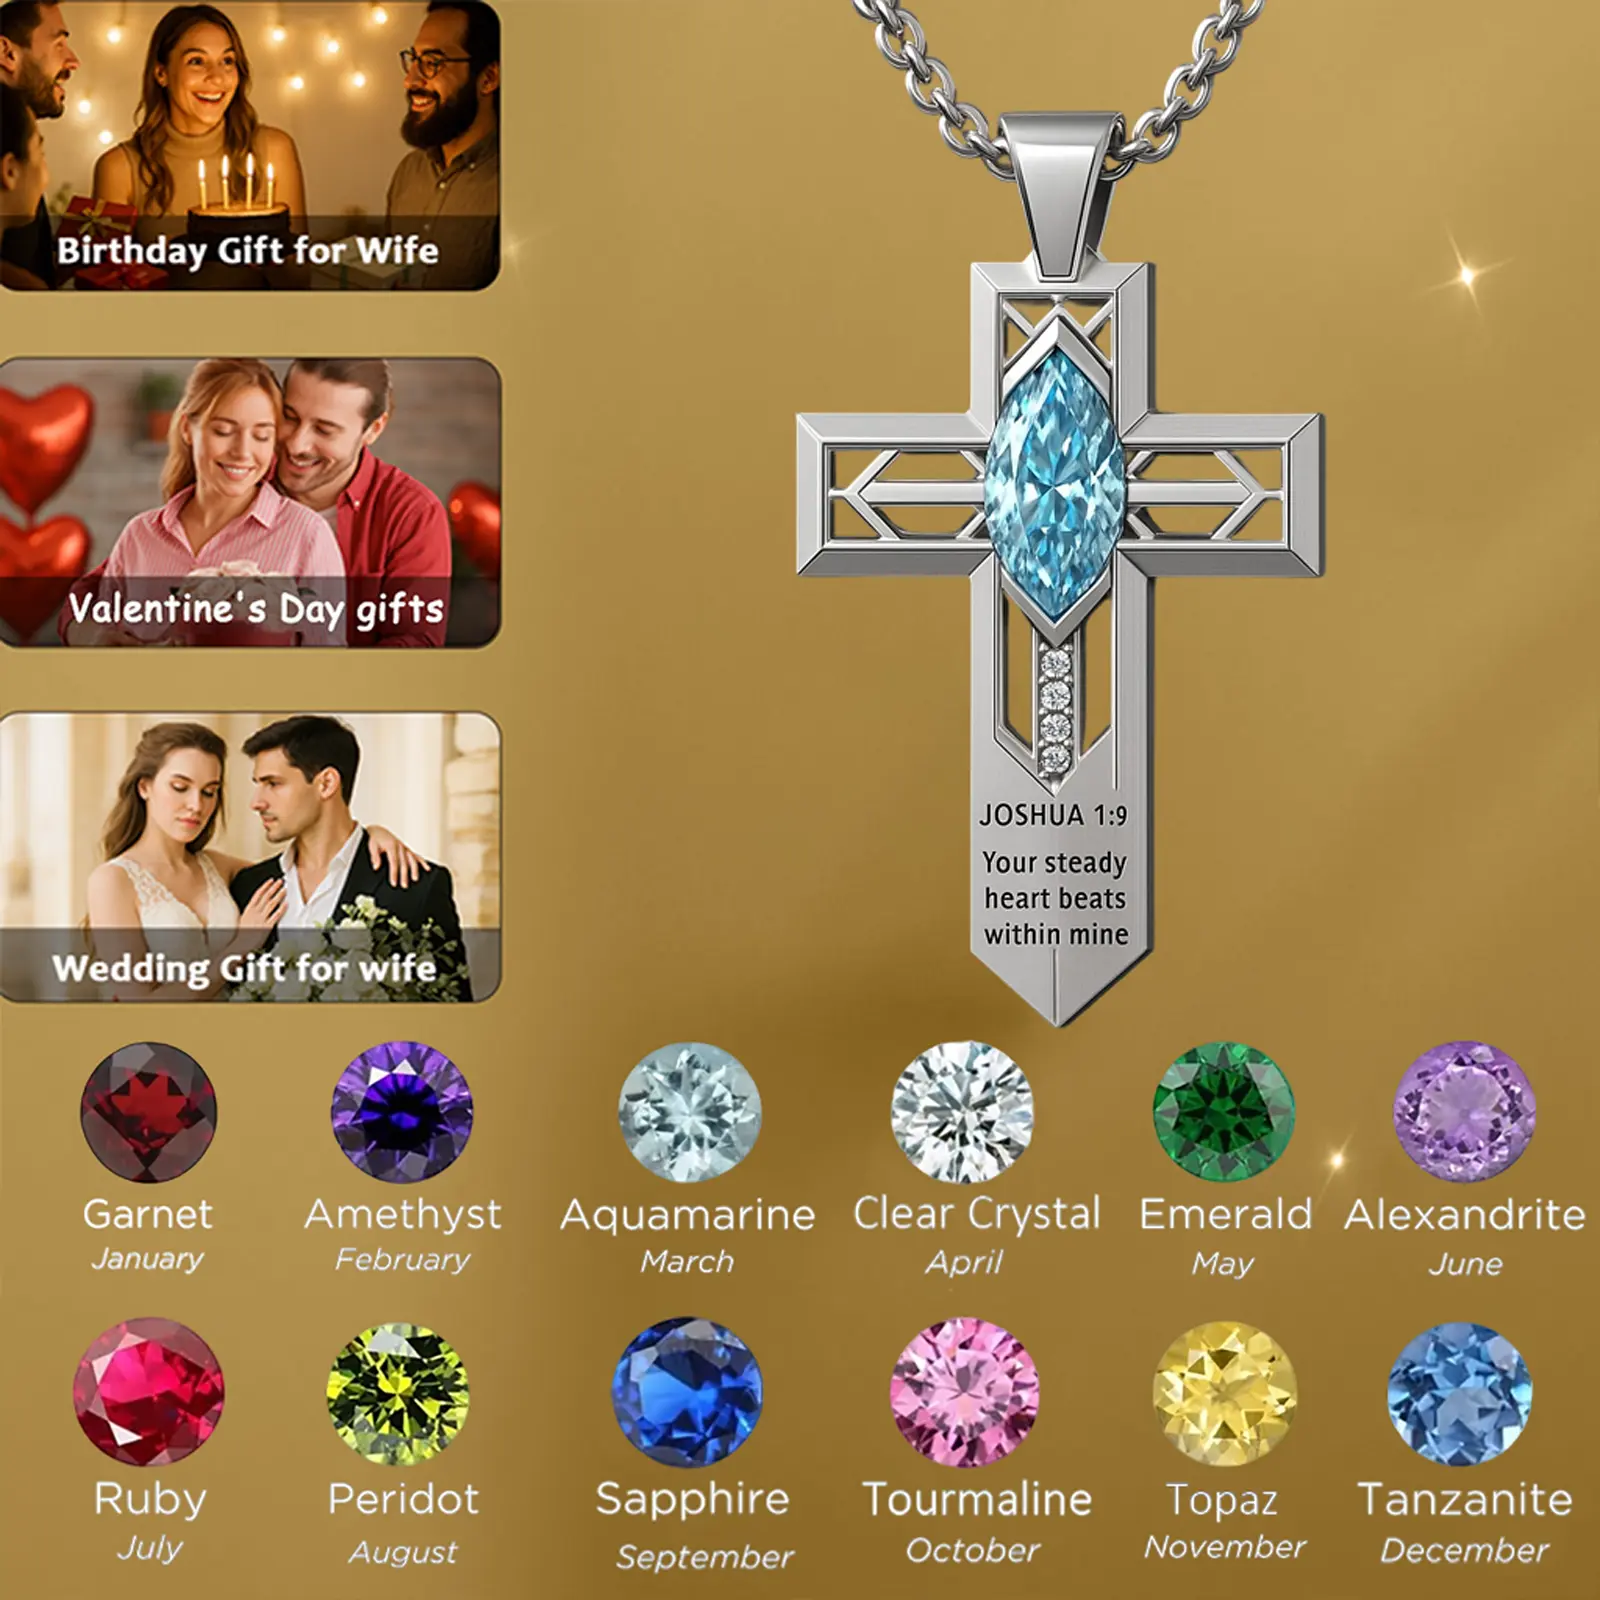 Birthday Gift for Wife
Valentine's Day gifts
Wedding Gift for wife
JOSHUA 1:9
Your steady
heart beats
within mine
Garnet
January
Amethyst
February
Aquamarine
March
Clear Crystal
April
Emerald
May
Alexandrite
June
Ruby
July
Peridot
August
Sapphire
September
Tourmaline
October
Topaz
November
Tanzanite
December